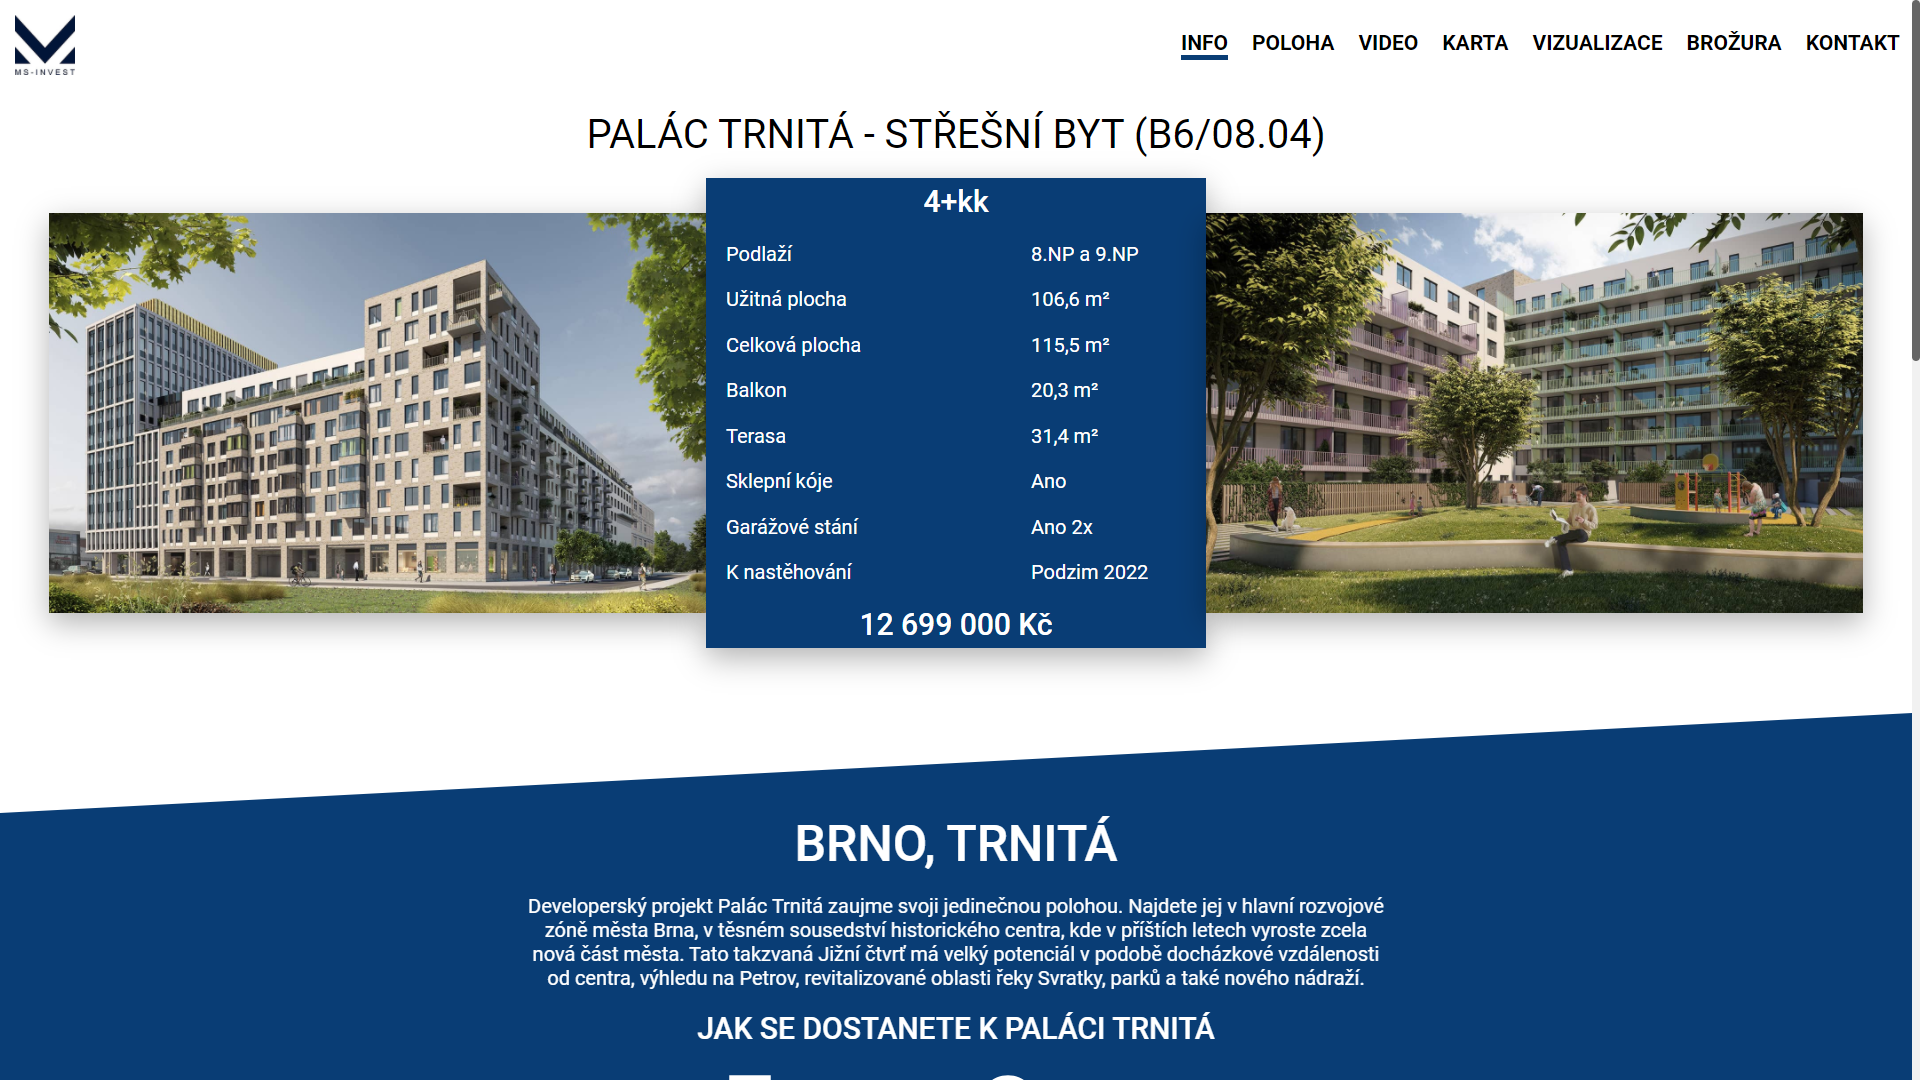 MS-INVEST
INFO POLOHA VIDEO KARTA VIZUALIZACE BROŽURA KONTAKT
PALÁC TRNITÁ - STŘEŠNÍ BYT (B6/08.04)
4+kk
Podlaží 8.NP a 9.NP
Užitná plocha 106,6 m²
Celková plocha 115,5 m²
Balkon 20,3 m²
Terasa 31,4 m²
Sklepní kóje Ano
Garážové stání Ano 2x
K nastěhování Podzim 2022
12 699 000 Kč
BRNO, TRNITÁ
Developerský projekt Palác Trnitá zaujme svoji jedinečnou polohou. Najdete jej v hlavní rozvojové
zóně města Brna, v těsném sousedství historického centra, kde v příštích letech vyroste zcela
nová část města. Tato takzvaná Jižní čtvrť má velký potenciál v podobě docházkové vzdálenosti
od centra, výhledu na Petrov, revitalizované oblasti řeky Svratky, parků a také nového nádraží.
JAK SE DOSTANETE K PALÁCI TRNITÁ